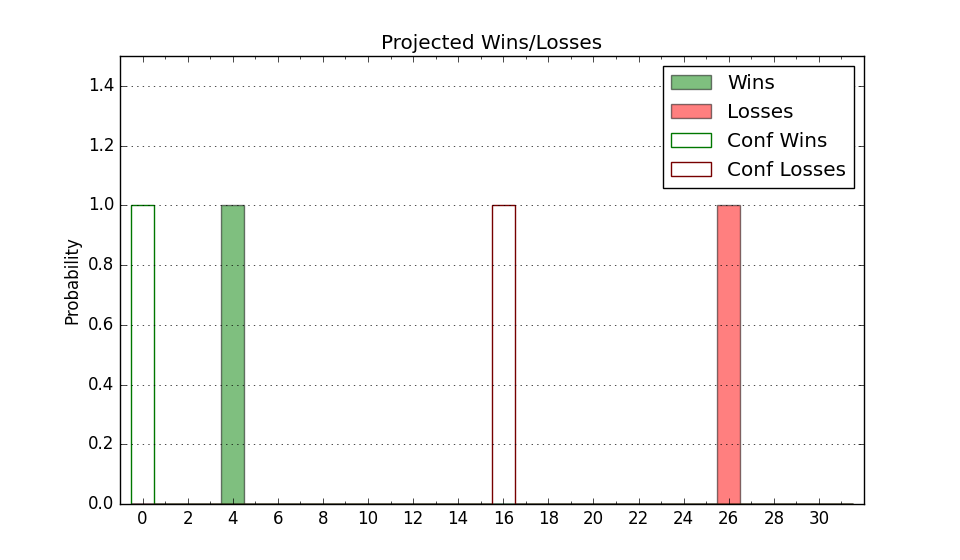 Projected Wins/Losses
1.4
1.2
1.0
0.8
0.6
0.4
0.2
0.0
Probability
Wins
Losses
Conf Wins
Conf Losses
0 2 4 6 8 10 12 14 16 18 20 22 24 26 28 30